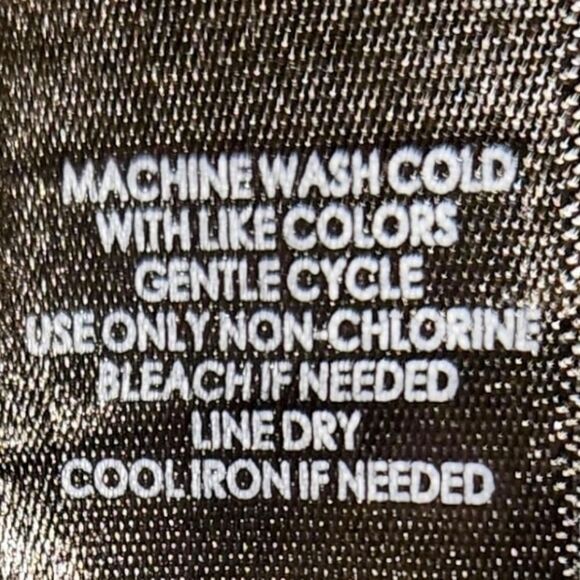 MACHINE WASH COLD
WITH LIKE COLORS
GENTLE CYCLE
USE ONLY NON-CHLORINE
BLEACH IF NEEDED
LINE DRY
COOL IRON IF NEEDED